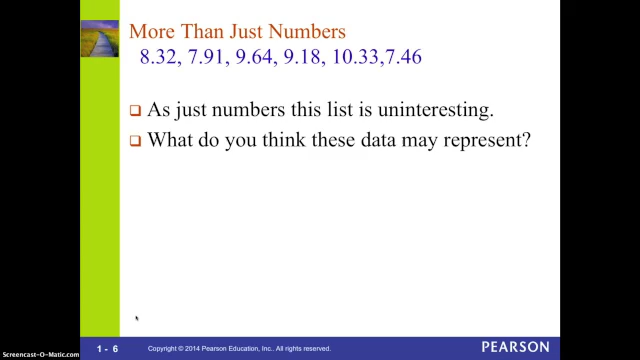 More Than Just Numbers
8.32, 7.91, 9.64, 9.18, 10.33,7.46
As just numbers this list is uninteresting.
What do you think these data may represent?
Screencast-O-Matic.com
1 - 6
Copyright © 2014 Pearson Education, Inc.. All rights reserved.
PEARSON